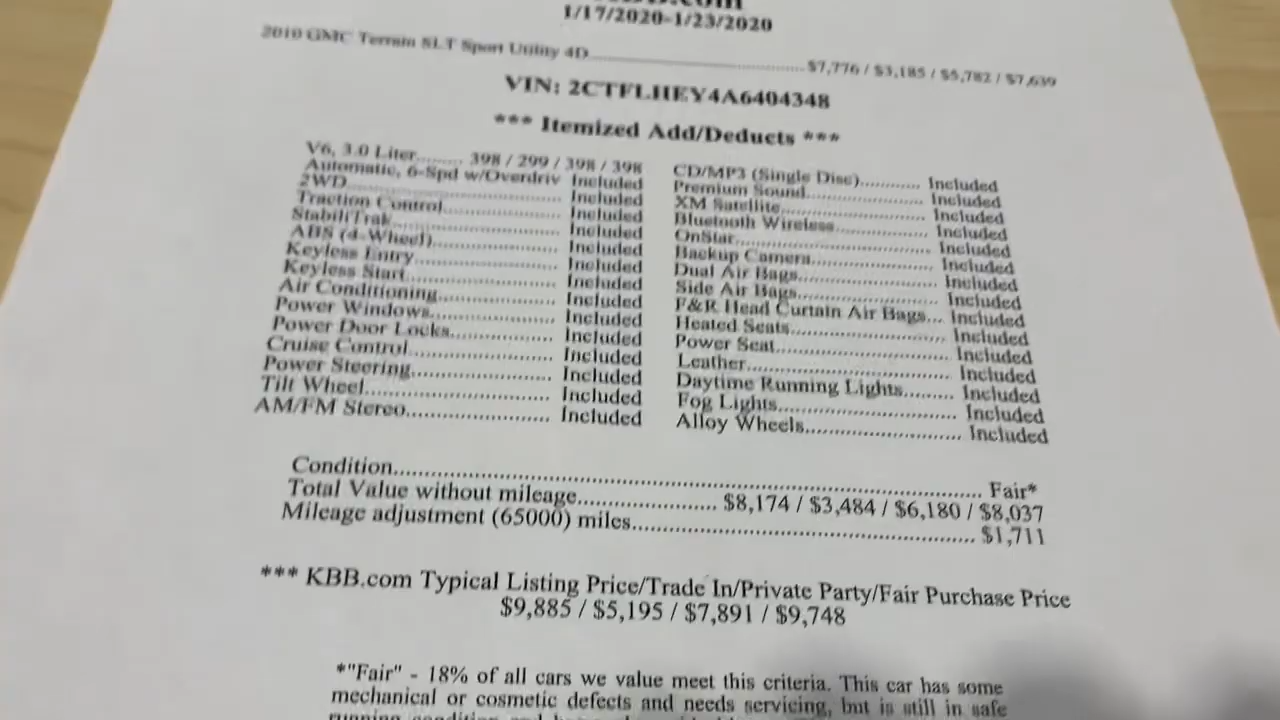 1/17/2020-1/23/2020
2010 GMC Terrain SLT Sport Utility 4D..........$7,776 / $3,185 / $5,782 / $7,639
VIN: 2CTFLHEY4A6404348
*** Itemized Add/Deducts ***
V6, 3.0 Liter......... 398 / 299 / 398 / 398
Automatic, 6-Spd w/Overdriv Included
2WD.......... Included
Traction Control.......... Included
StabiliTrak.......... Included
ABS (4-Wheel).......... Included
Keyless Entry.......... Included
Keyless Start.......... Included
Air Conditioning.......... Included
Power Windows.......... Included
Power Door Locks.......... Included
Cruise Control.......... Included
Power Steering.......... Included
Tilt Wheel.......... Included
AM/FM Stereo.......... Included
CD/MP3 (Single Disc)........... Included
Premium Sound.......... Included
XM Satellite.......... Included
Bluetooth Wireless.......... Included
OnStar.......... Included
Backup Camera.......... Included
Dual Air Bags.......... Included
Side Air Bags.......... Included
F&R Head Curtain Air Bags... Included
Heated Seats.......... Included
Power Seat.......... Included
Leather.......... Included
Daytime Running Lights.......... Included
Fog Lights.......... Included
Alloy Wheels.......... Included
Condition.......... Fair*
Total Value without mileage.......... $8,174 / $3,484 / $6,180 / $8,037
Mileage adjustment (65000) miles.......... $1,711
*** KBB.com Typical Listing Price/Trade In/Private Party/Fair Purchase Price
$9,885 / $5,195 / $7,891 / $9,748
*"Fair" - 18% of all cars we value meet this criteria. This car has some
mechanical or cosmetic defects and needs servicing, but is still in safe